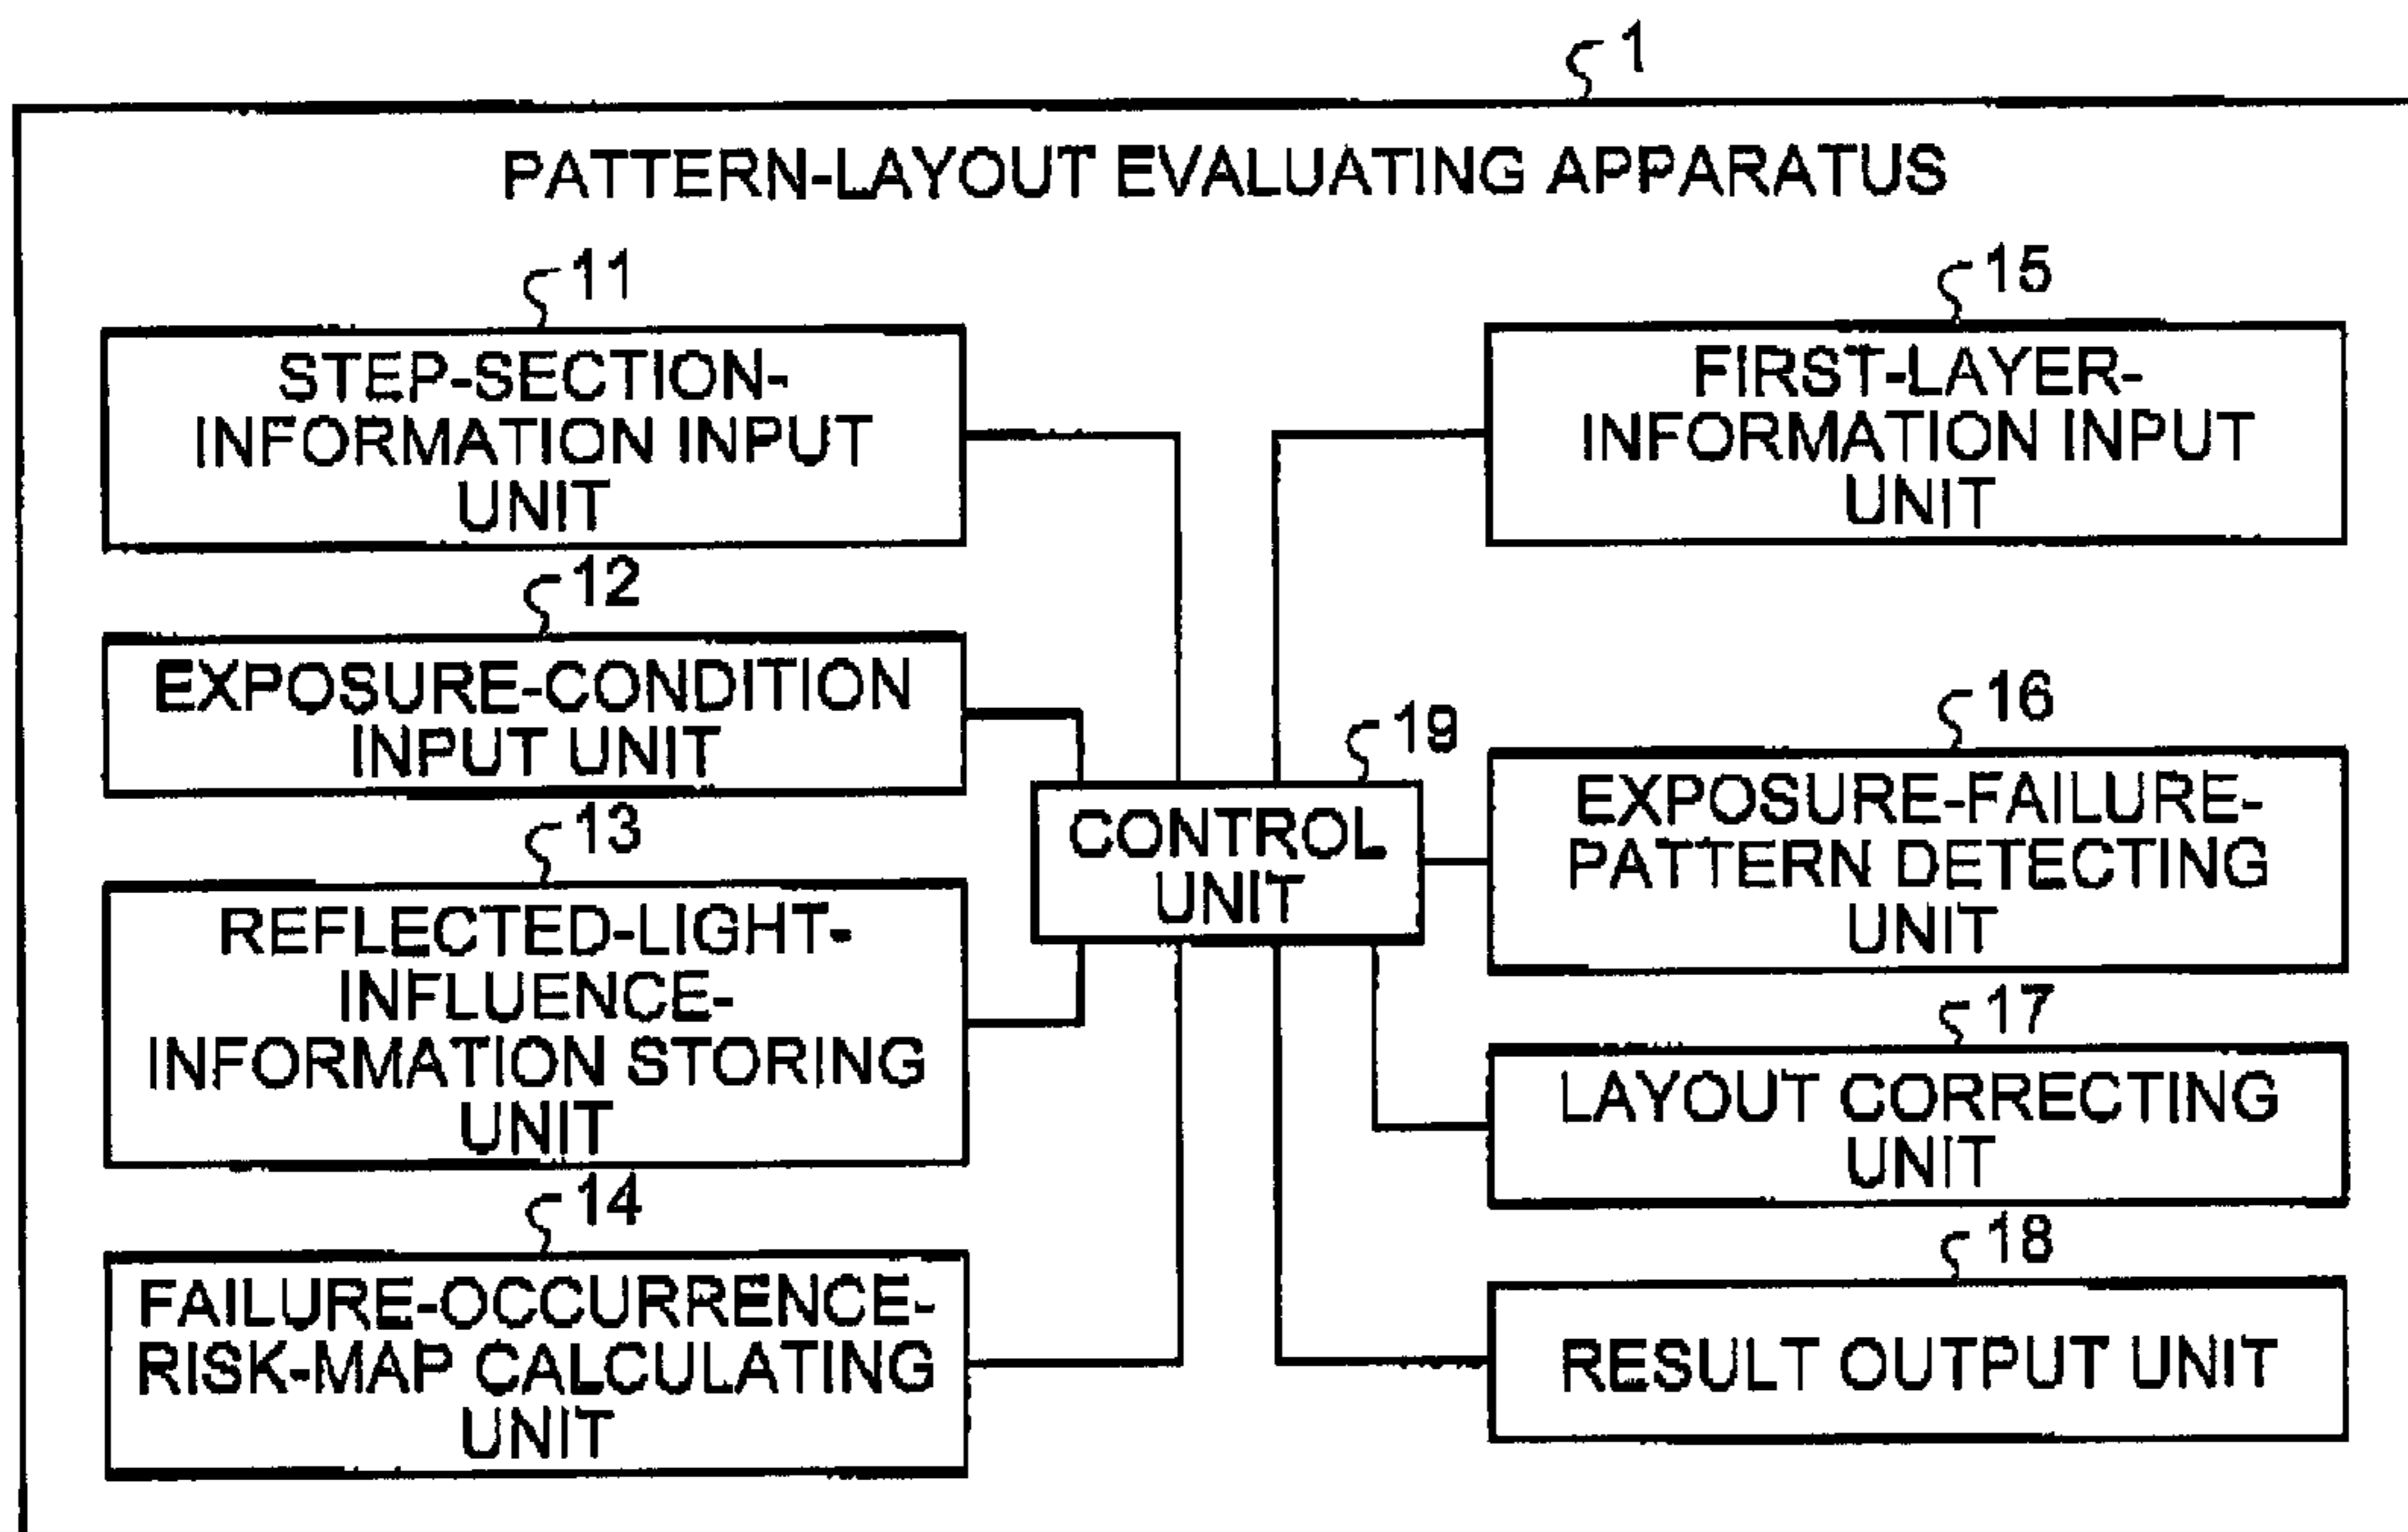 1
PATTERN-LAYOUT EVALUATING APPARATUS
11
STEP-SECTION-
INFORMATION INPUT
UNIT
12
EXPOSURE-CONDITION
INPUT UNIT
13
REFLECTED-LIGHT-
INFLUENCE-
INFORMATION STORING
UNIT
14
FAILURE-OCCURRENCE-
RISK-MAP CALCULATING
UNIT
19
CONTROL
UNIT
15
FIRST-LAYER-
INFORMATION INPUT
UNIT
16
EXPOSURE-FAILURE-
PATTERN DETECTING
UNIT
17
LAYOUT CORRECTING
UNIT
18
RESULT OUTPUT UNIT